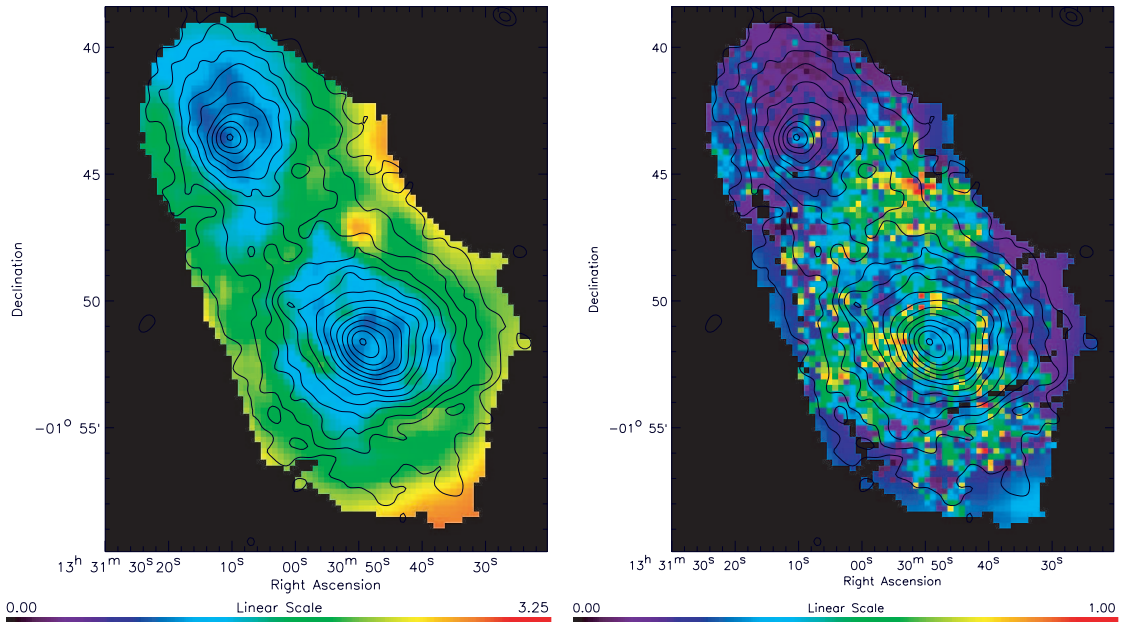 40
45
50
−01° 55'
Declination
13ʰ 31ᵐ 30ˢ 20ˢ 10ˢ 00ˢ 30ᵐ 50ˢ 40ˢ 30ˢ
Right Ascension
0.00 Linear Scale 3.25
40
45
50
−01° 55'
Declination
13ʰ 31ᵐ 30ˢ 20ˢ 10ˢ 00ˢ 30ᵐ 50ˢ 40ˢ 30ˢ
Right Ascension
0.00 Linear Scale 1.00